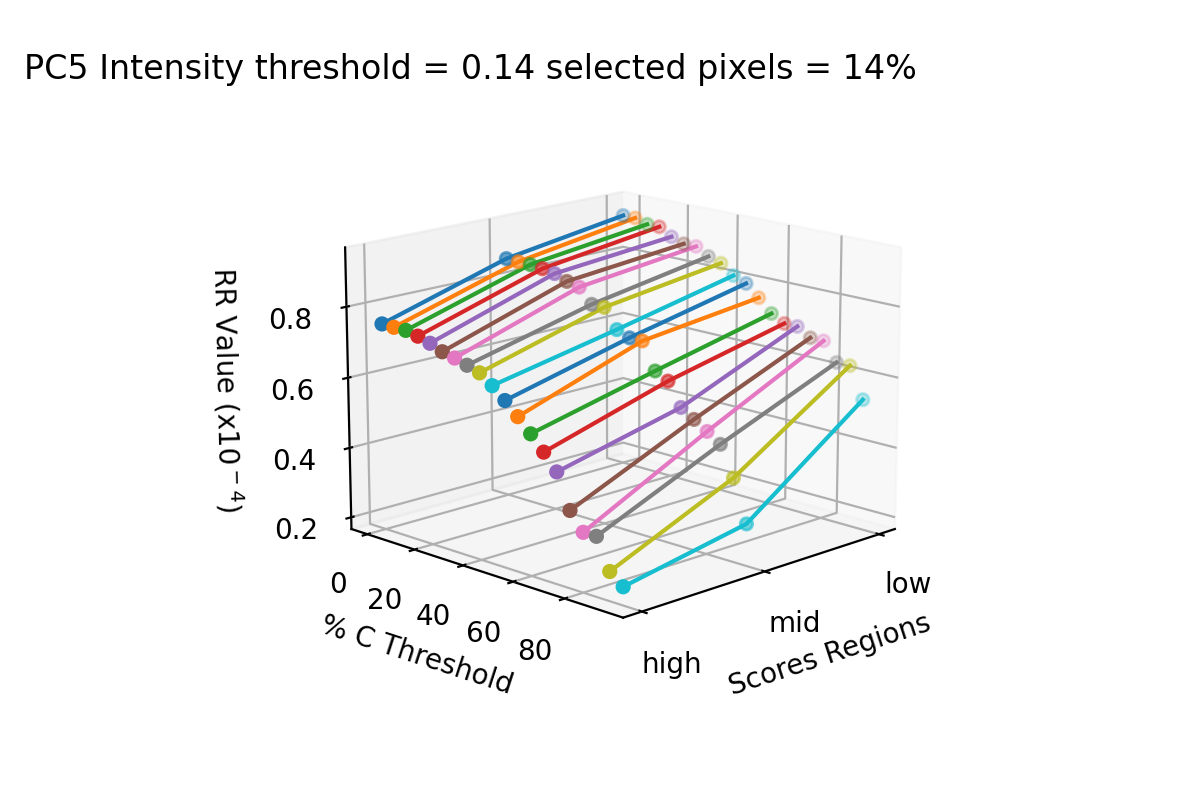 PC5 Intensity threshold = 0.14 selected pixels = 14%
RR Value (x10⁻⁴)
0.8
0.6
0.4
0.2
0
20
40
60
80
% C Threshold
high
mid
low
Scores Regions